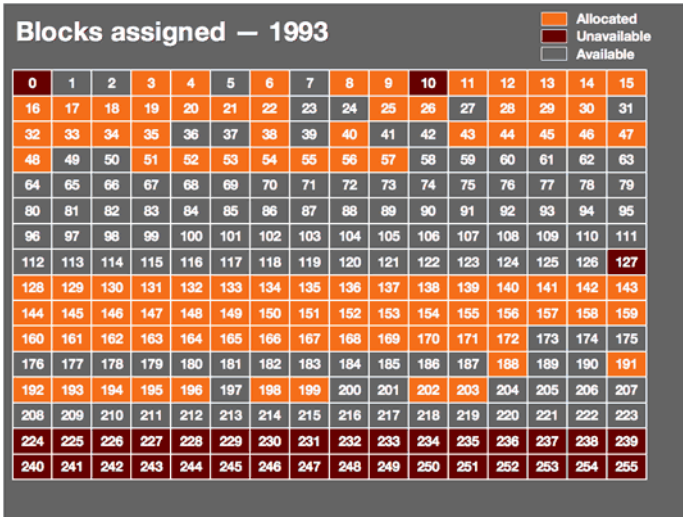 Blocks assigned — 1993
Allocated
Unavailable
Available
0 1 2 3 4 5 6 7 8 9 10 11 12 13 14 15
16 17 18 19 20 21 22 23 24 25 26 27 28 29 30 31
32 33 34 35 36 37 38 39 40 41 42 43 44 45 46 47
48 49 50 51 52 53 54 55 56 57 58 59 60 61 62 63
64 65 66 67 68 69 70 71 72 73 74 75 76 77 78 79
80 81 82 83 84 85 86 87 88 89 90 91 92 93 94 95
96 97 98 99 100 101 102 103 104 105 106 107 108 109 110 111
112 113 114 115 116 117 118 119 120 121 122 123 124 125 126 127
128 129 130 131 132 133 134 135 136 137 138 139 140 141 142 143
144 145 146 147 148 149 150 151 152 153 154 155 156 157 158 159
160 161 162 163 164 165 166 167 168 169 170 171 172 173 174 175
176 177 178 179 180 181 182 183 184 185 186 187 188 189 190 191
192 193 194 195 196 197 198 199 200 201 202 203 204 205 206 207
208 209 210 211 212 213 214 215 216 217 218 219 220 221 222 223
224 225 226 227 228 229 230 231 232 233 234 235 236 237 238 239
240 241 242 243 244 245 246 247 248 249 250 251 252 253 254 255